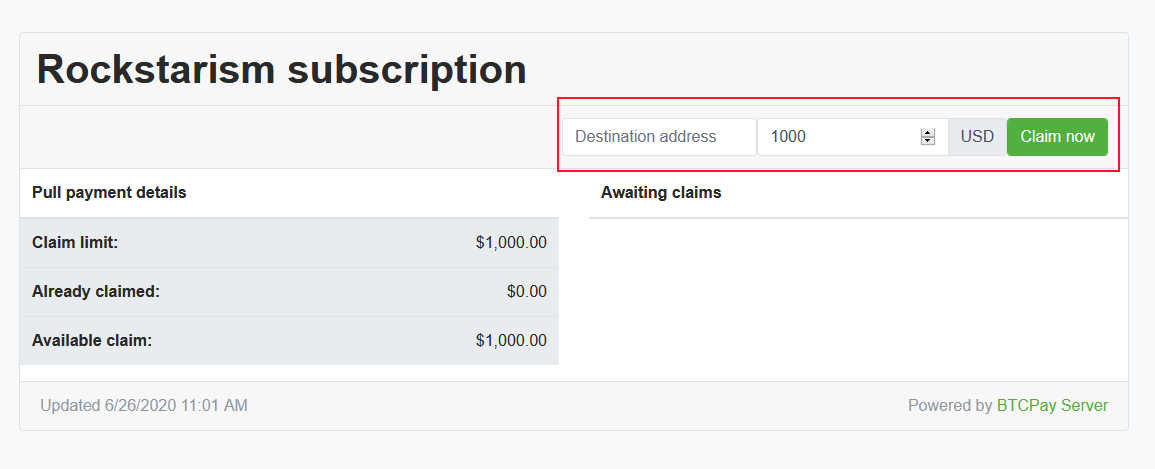 Rockstarism subscription
Destination address 1000 USD Claim now
Pull payment details
Claim limit: $1,000.00
Already claimed: $0.00
Available claim: $1,000.00
Awaiting claims
Updated 6/26/2020 11:01 AM
Powered by BTCPay Server